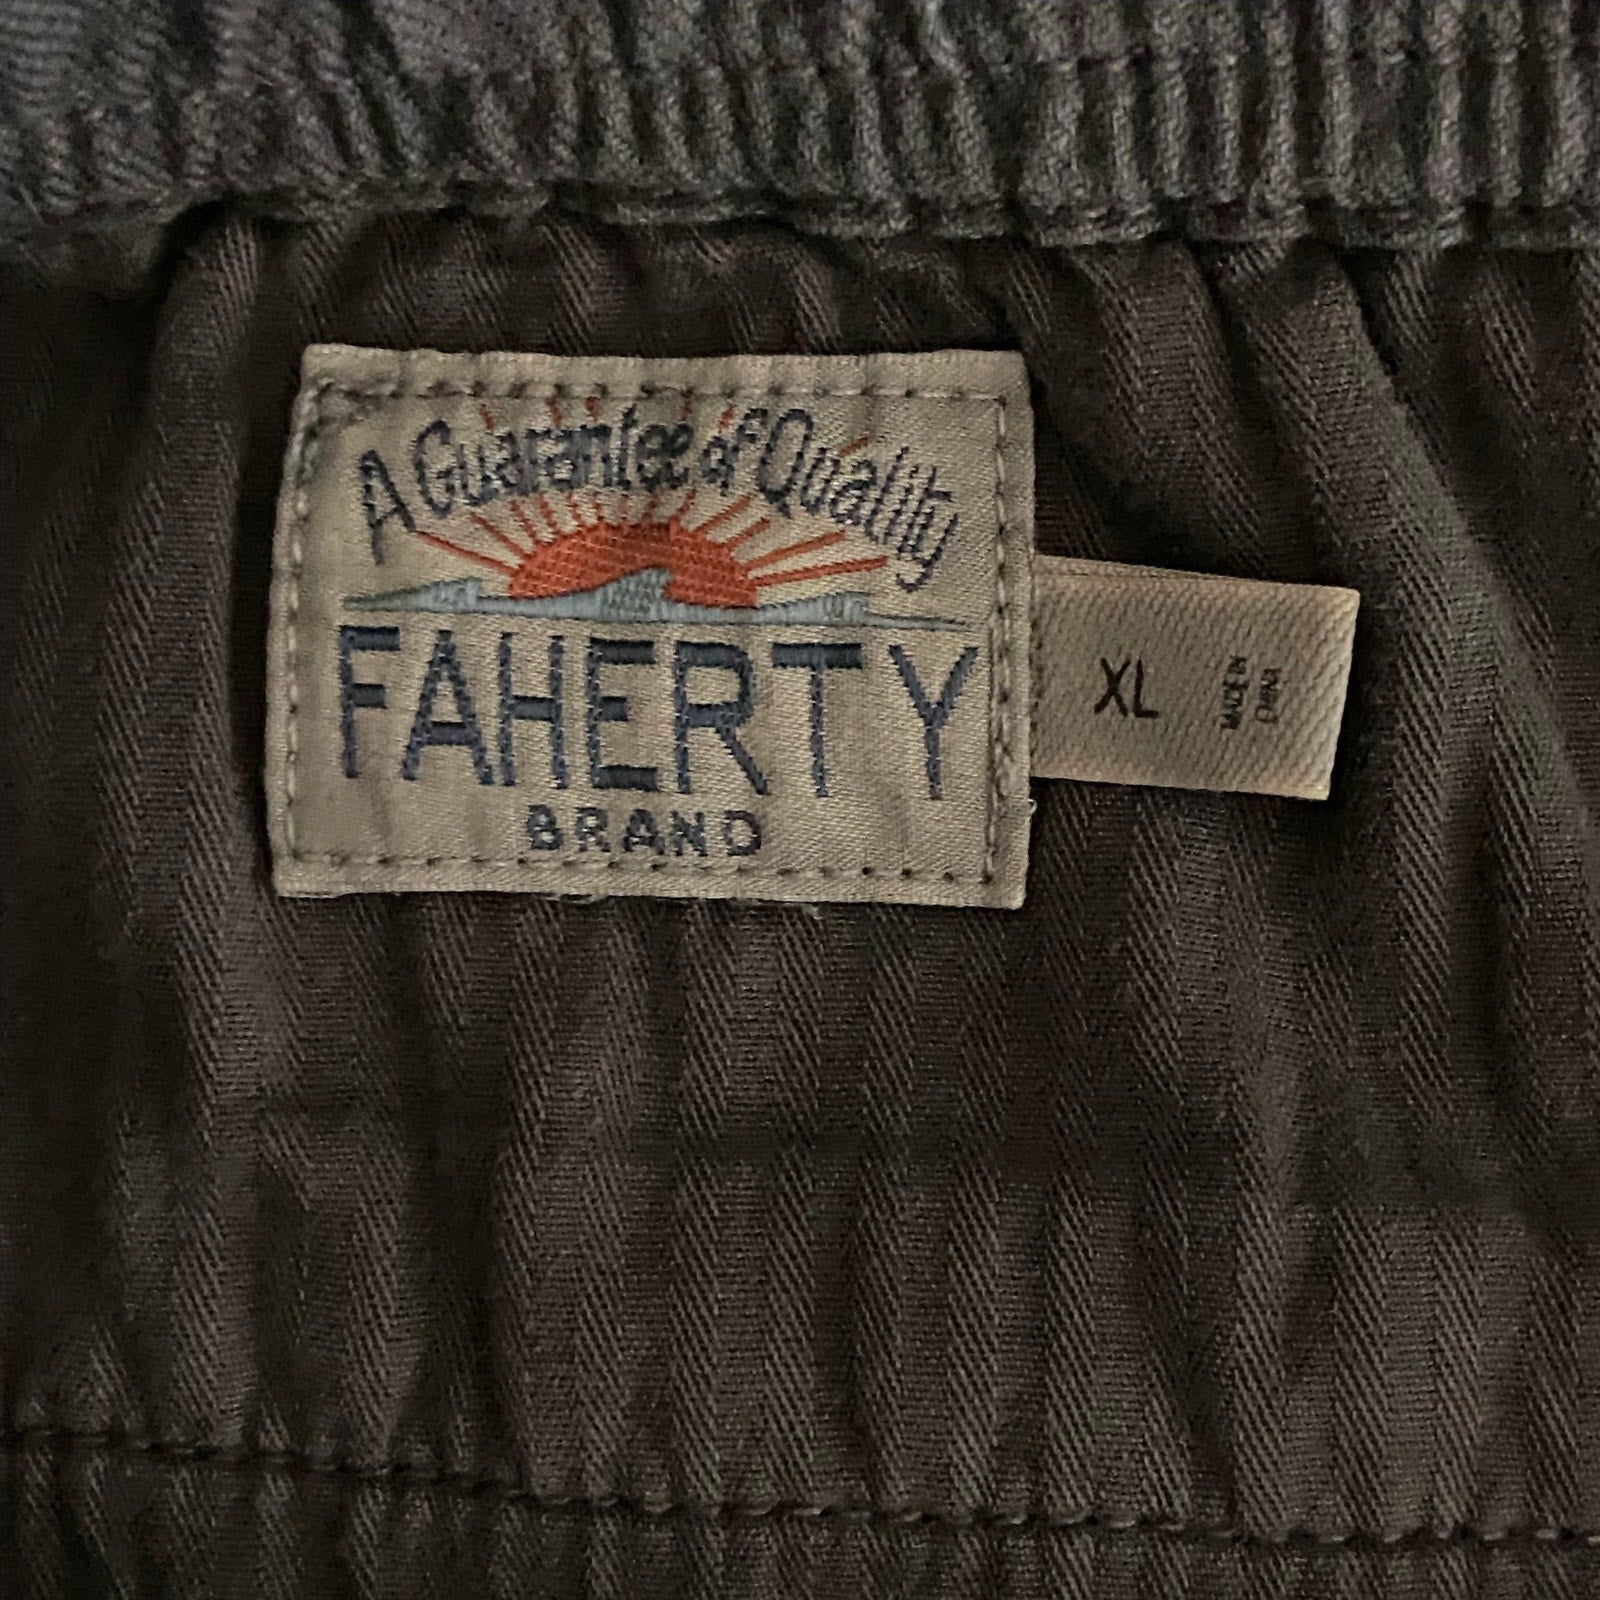 A Guarantee of Quality
FAHERTY
BRAND
XL
MADE IN
CHINA